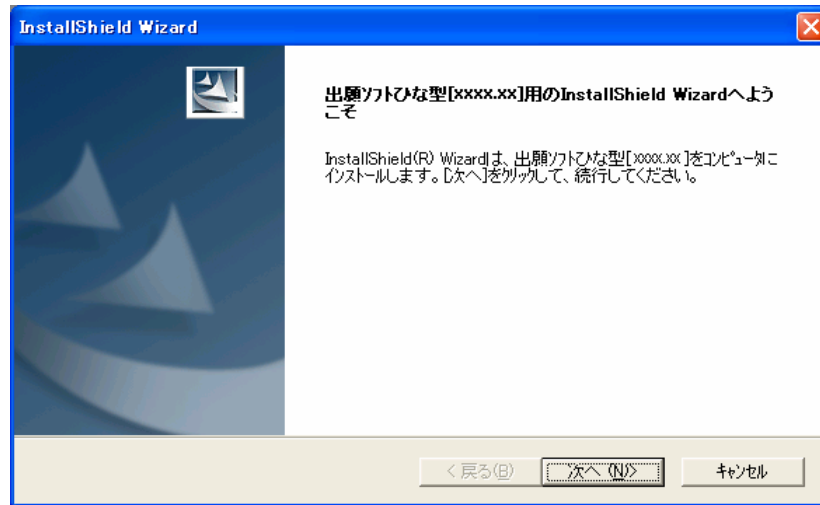 InstallShield Wizard
出願ソフトひな型[xxxx.xx]用のInstallShield Wizardへよう
こそ
InstallShield(R) Wizardは、出願ソフトひな型[xxxx.xx ]をコンピュータに
インストールします。[次へ]をクリックして、続行してください。
< 戻る(B)
次へ (N)>
キャンセル